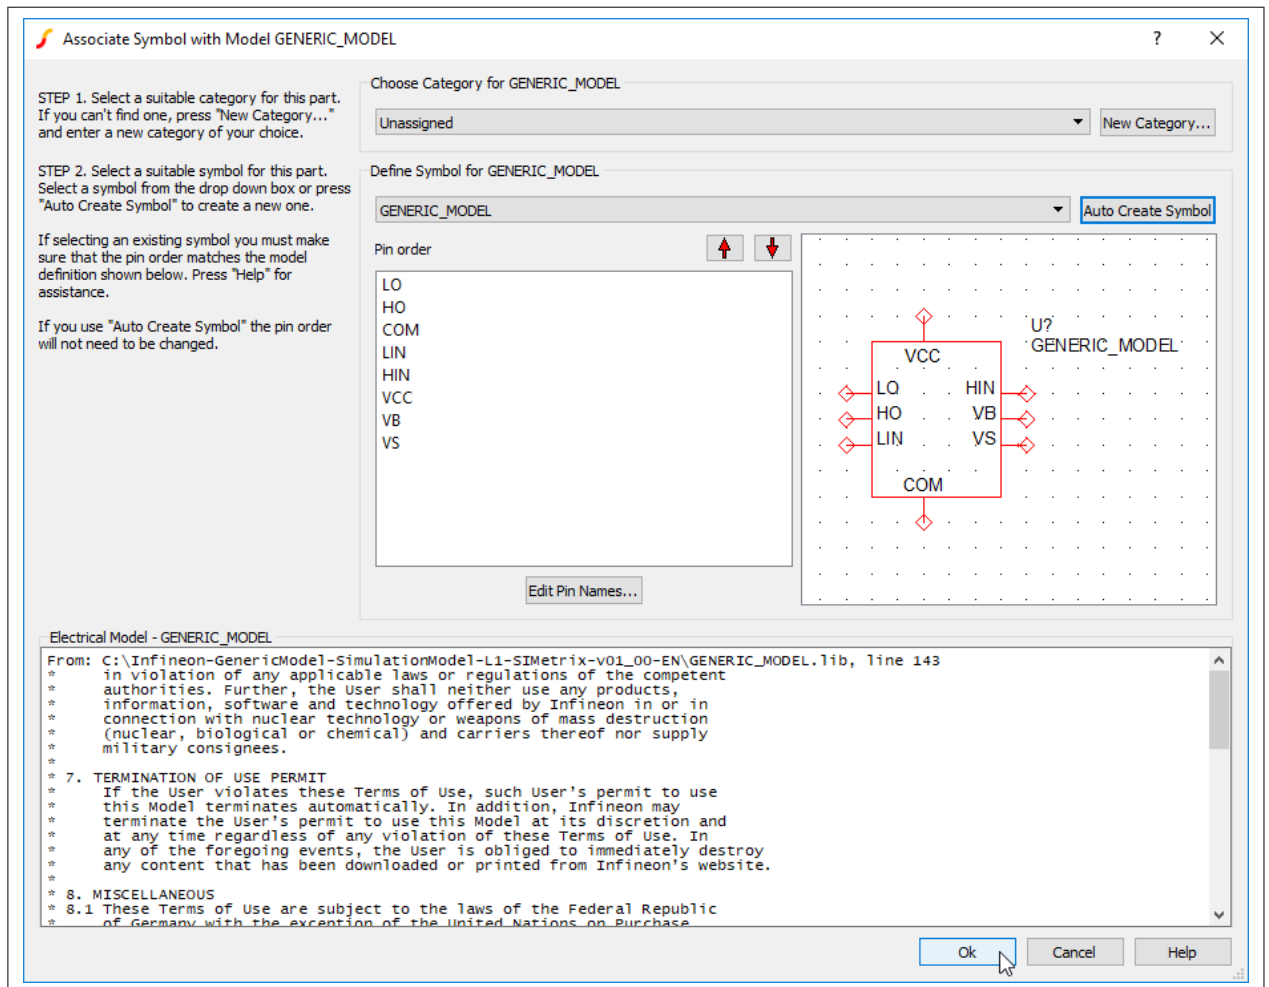 Associate Symbol with Model GENERIC_MODEL
?
STEP 1. Select a suitable category for this part.
If you can't find one, press "New Category..."
and enter a new category of your choice.
STEP 2. Select a suitable symbol for this part.
Select a symbol from the drop down box or press
"Auto Create Symbol" to create a new one.
If selecting an existing symbol you must make
sure that the pin order matches the model
definition shown below. Press "Help" for
assistance.
If you use "Auto Create Symbol" the pin order
will not need to be changed.
Choose Category for GENERIC_MODEL
Unassigned
New Category...
Define Symbol for GENERIC_MODEL
GENERIC_MODEL
Auto Create Symbol
Pin order
LO
HO
COM
LIN
HIN
VCC
VB
VS
Edit Pin Names...
U?
GENERIC_MODEL
VCC
LO HIN
HO VB
LIN VS
COM
Electrical Model - GENERIC_MODEL
From: C:\Infineon-GenericModel-SimulationModel-L1-SIMetrix-v01_00-EN\GENERIC_MODEL.lib, line 143
* in violation of any applicable laws or regulations of the competent
* authorities. Further, the User shall neither use any products,
* information, software and technology offered by Infineon in or in
* connection with nuclear technology or weapons of mass destruction
* (nuclear, biological or chemical) and carriers thereof nor supply
* military consignees.
*
* 7. TERMINATION OF USE PERMIT
* If the User violates these Terms of Use, such User's permit to use
* this Model terminates automatically. In addition, Infineon may
* terminate the User's permit to use this Model at its discretion and
* at any time regardless of any violation of these Terms of Use. In
* any of the foregoing events, the User is obliged to immediately destroy
* any content that has been downloaded or printed from Infineon's website.
*
* 8. MISCELLANEOUS
* 8.1 These Terms of Use are subject to the laws of the Federal Republic
* of Germany with the exception of the United Nations on Purchase
Ok
Cancel
Help